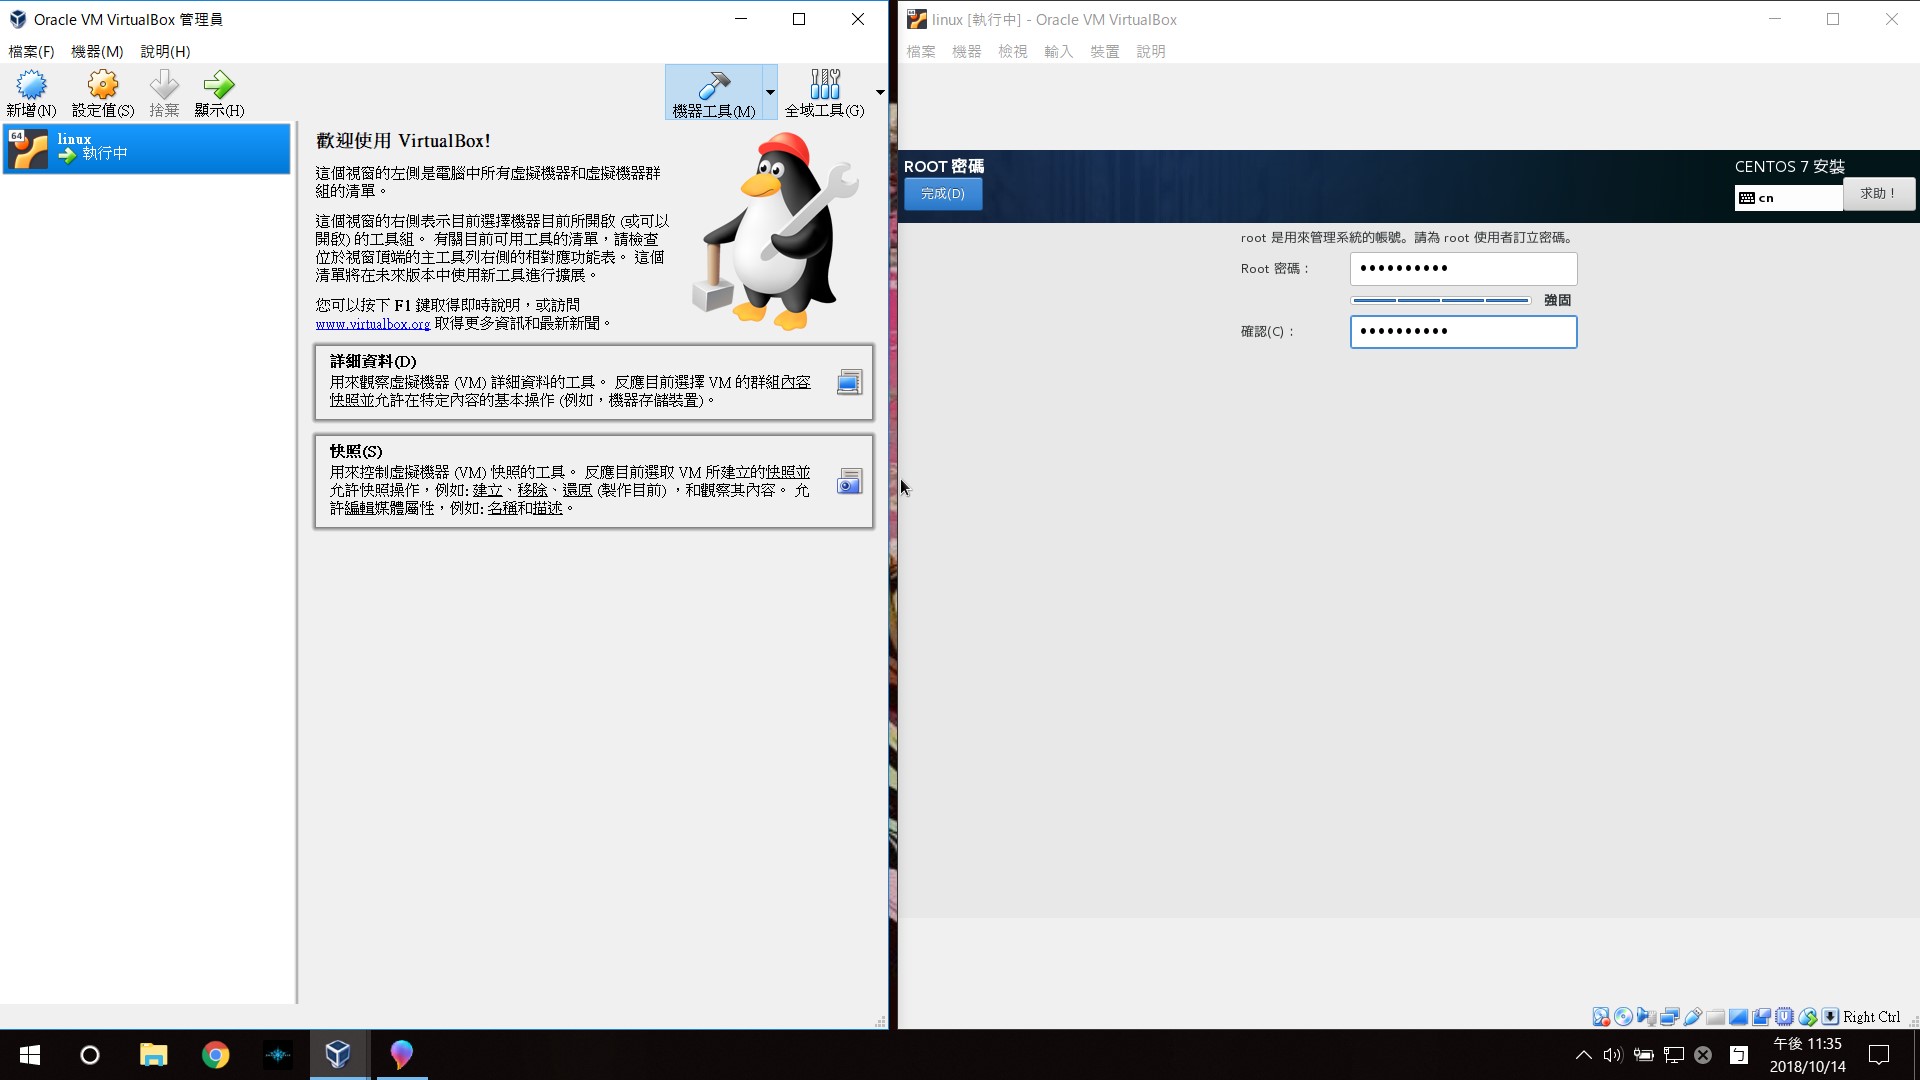 Oracle VM VirtualBox 管理員
檔案(F) 機器(M) 說明(H)
新增(N) 設定值(S) 捨棄 顯示(H)
機器工具(M) 全域工具(G)
64 linux
執行中
歡迎使用 VirtualBox!
這個視窗的左側是電腦中所有虛擬機器和虛擬機器群
組的清單。
這個視窗的右側表示目前選擇機器目前所開啟 (或可以
開啟) 的工具組。 有關目前可用工具的清單，請檢查
位於視窗頂端的主工具列右側的相對應功能表。 這個
清單將在未來版本中使用新工具進行擴展。
您可以按下 F1 鍵取得即時說明，或訪問
www.virtualbox.org 取得更多資訊和最新新聞。
詳細資料(D)
用來觀察虛擬機器 (VM) 詳細資料的工具。 反應目前選擇 VM 的群組內容
快照並允許在特定內容的基本操作 (例如，機器存儲裝置)。
快照(S)
用來控制虛擬機器 (VM) 快照的工具。 反應目前選取 VM 所建立的快照並
允許快照操作，例如: 建立、移除、還原 (製作目前) ，和觀察其內容。 允
許編輯媒體屬性，例如: 名稱和描述。
linux [執行中] - Oracle VM VirtualBox
檔案 機器 檢視 輸入 裝置 說明
ROOT 密碼
完成(D)
CENTOS 7 安裝
cn
求助！
root 是用來管理系統的帳號。請為 root 使用者訂立密碼。
Root 密碼：
••••••••••
強固
確認(C)：
••••••••••
Right Ctrl
午後 11:35
2018/10/14